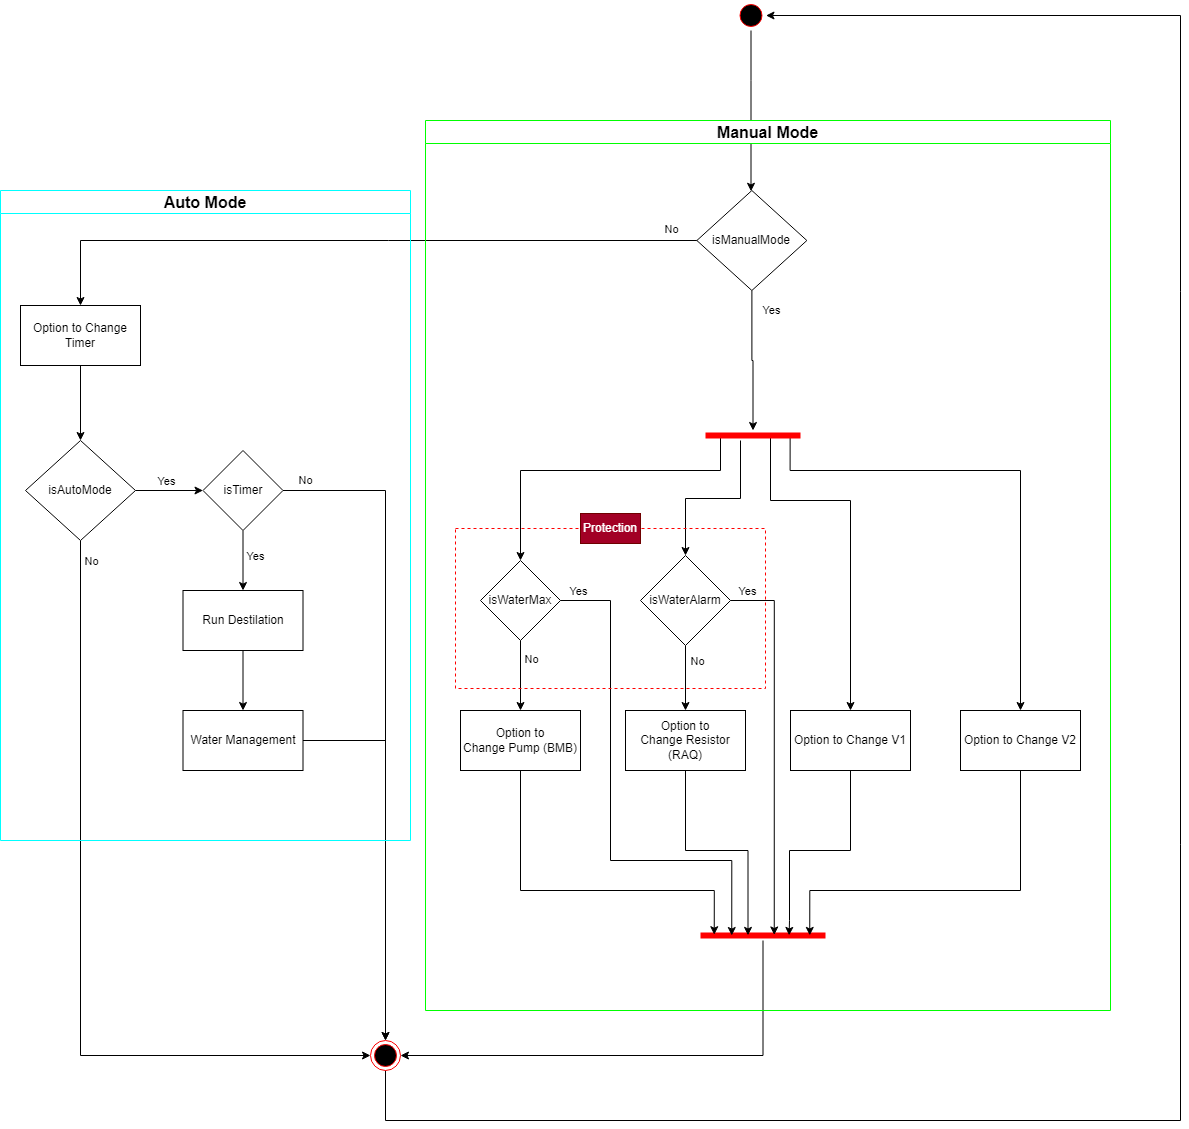 Manual Mode
Auto Mode
No
isManualMode
Yes
Option to Change
Timer
isAutoMode
Yes
isTimer
No
No
Yes
Run Destilation
Water Management
Protection
isWaterMax
Yes
isWaterAlarm
Yes
No
No
Option to
Change Pump (BMB)
Option to
Change Resistor
(RAQ)
Option to Change V1
Option to Change V2